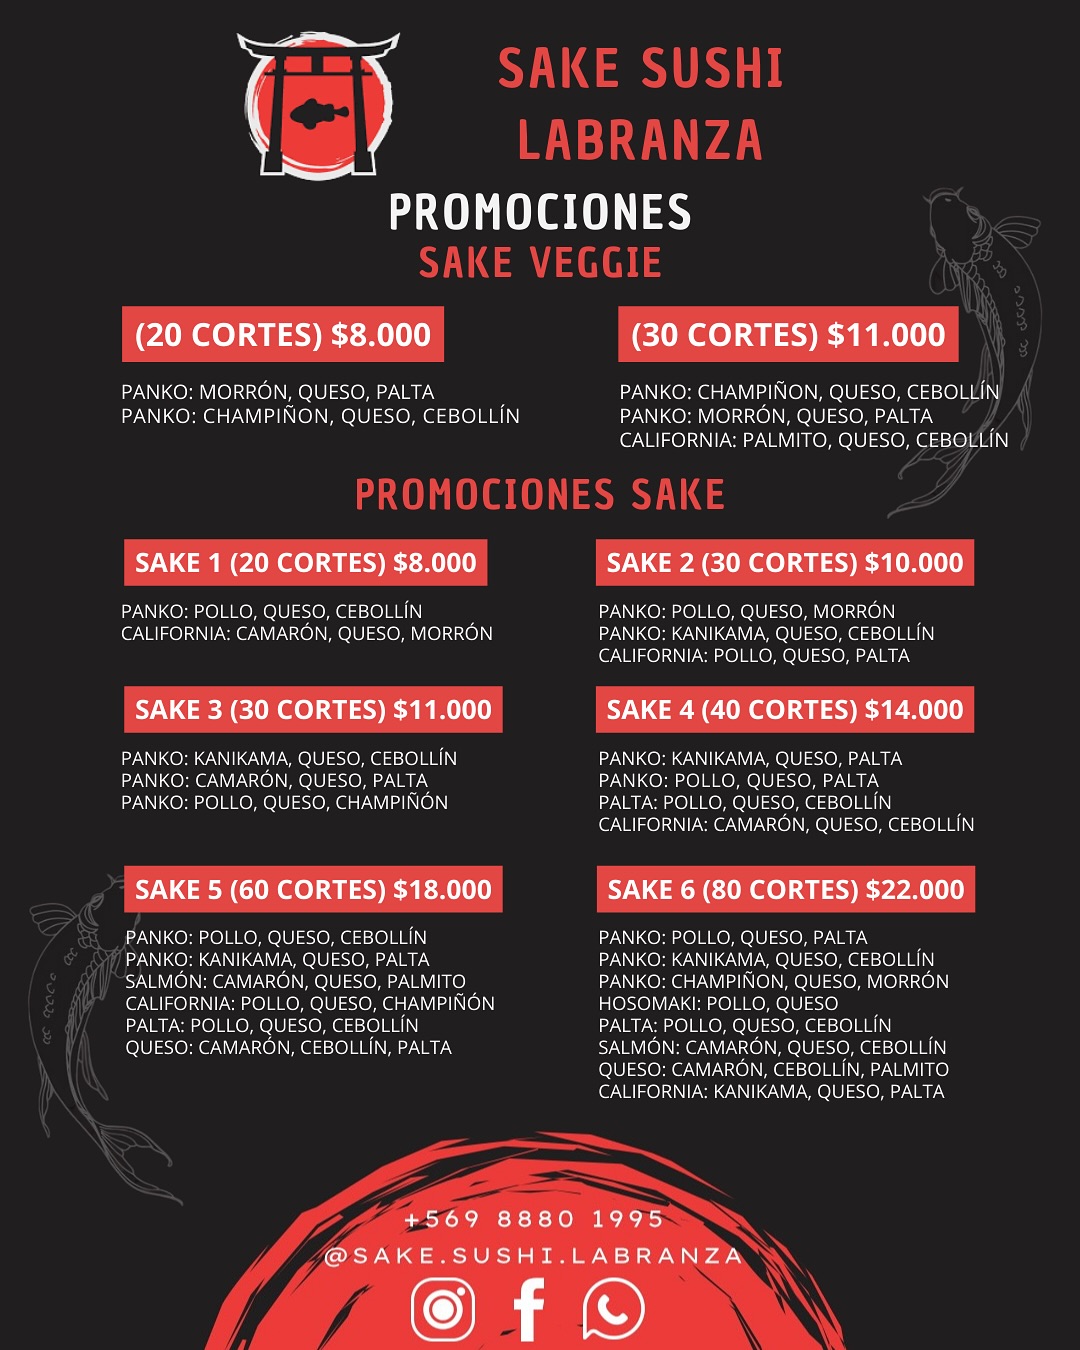 SAKE SUSHI
LABRANZA
PROMOCIONES
SAKE VEGGIE
(20 CORTES) $8.000
PANKO: MORRÓN, QUESO, PALTA
PANKO: CHAMPIÑON, QUESO, CEBOLLÍN
(30 CORTES) $11.000
PANKO: CHAMPIÑON, QUESO, CEBOLLÍN
PANKO: MORRÓN, QUESO, PALTA
CALIFORNIA: PALMITO, QUESO, CEBOLLÍN
PROMOCIONES SAKE
SAKE 1 (20 CORTES) $8.000
PANKO: POLLO, QUESO, CEBOLLÍN
CALIFORNIA: CAMARÓN, QUESO, MORRÓN
SAKE 2 (30 CORTES) $10.000
PANKO: POLLO, QUESO, MORRÓN
PANKO: KANIKAMA, QUESO, CEBOLLÍN
CALIFORNIA: POLLO, QUESO, PALTA
SAKE 3 (30 CORTES) $11.000
PANKO: KANIKAMA, QUESO, CEBOLLÍN
PANKO: CAMARÓN, QUESO, PALTA
PANKO: POLLO, QUESO, CHAMPIÑÓN
SAKE 4 (40 CORTES) $14.000
PANKO: KANIKAMA, QUESO, PALTA
PANKO: POLLO, QUESO, PALTA
PALTA: POLLO, QUESO, CEBOLLÍN
CALIFORNIA: CAMARÓN, QUESO, CEBOLLÍN
SAKE 5 (60 CORTES) $18.000
PANKO: POLLO, QUESO, CEBOLLÍN
PANKO: KANIKAMA, QUESO, PALTA
SALMÓN: CAMARÓN, QUESO, PALMITO
CALIFORNIA: POLLO, QUESO, CHAMPIÑÓN
PALTA: POLLO, QUESO, CEBOLLÍN
QUESO: CAMARÓN, CEBOLLÍN, PALTA
SAKE 6 (80 CORTES) $22.000
PANKO: POLLO, QUESO, PALTA
PANKO: KANIKAMA, QUESO, CEBOLLÍN
PANKO: CHAMPIÑON, QUESO, MORRÓN
HOSOMAKI: POLLO, QUESO
PALTA: POLLO, QUESO, CEBOLLÍN
SALMÓN: CAMARÓN, QUESO, CEBOLLÍN
QUESO: CAMARÓN, CEBOLLÍN, PALMITO
CALIFORNIA: KANIKAMA, QUESO, PALTA
+569 8880 1995
@SAKE.SUSHI.LABRANZA